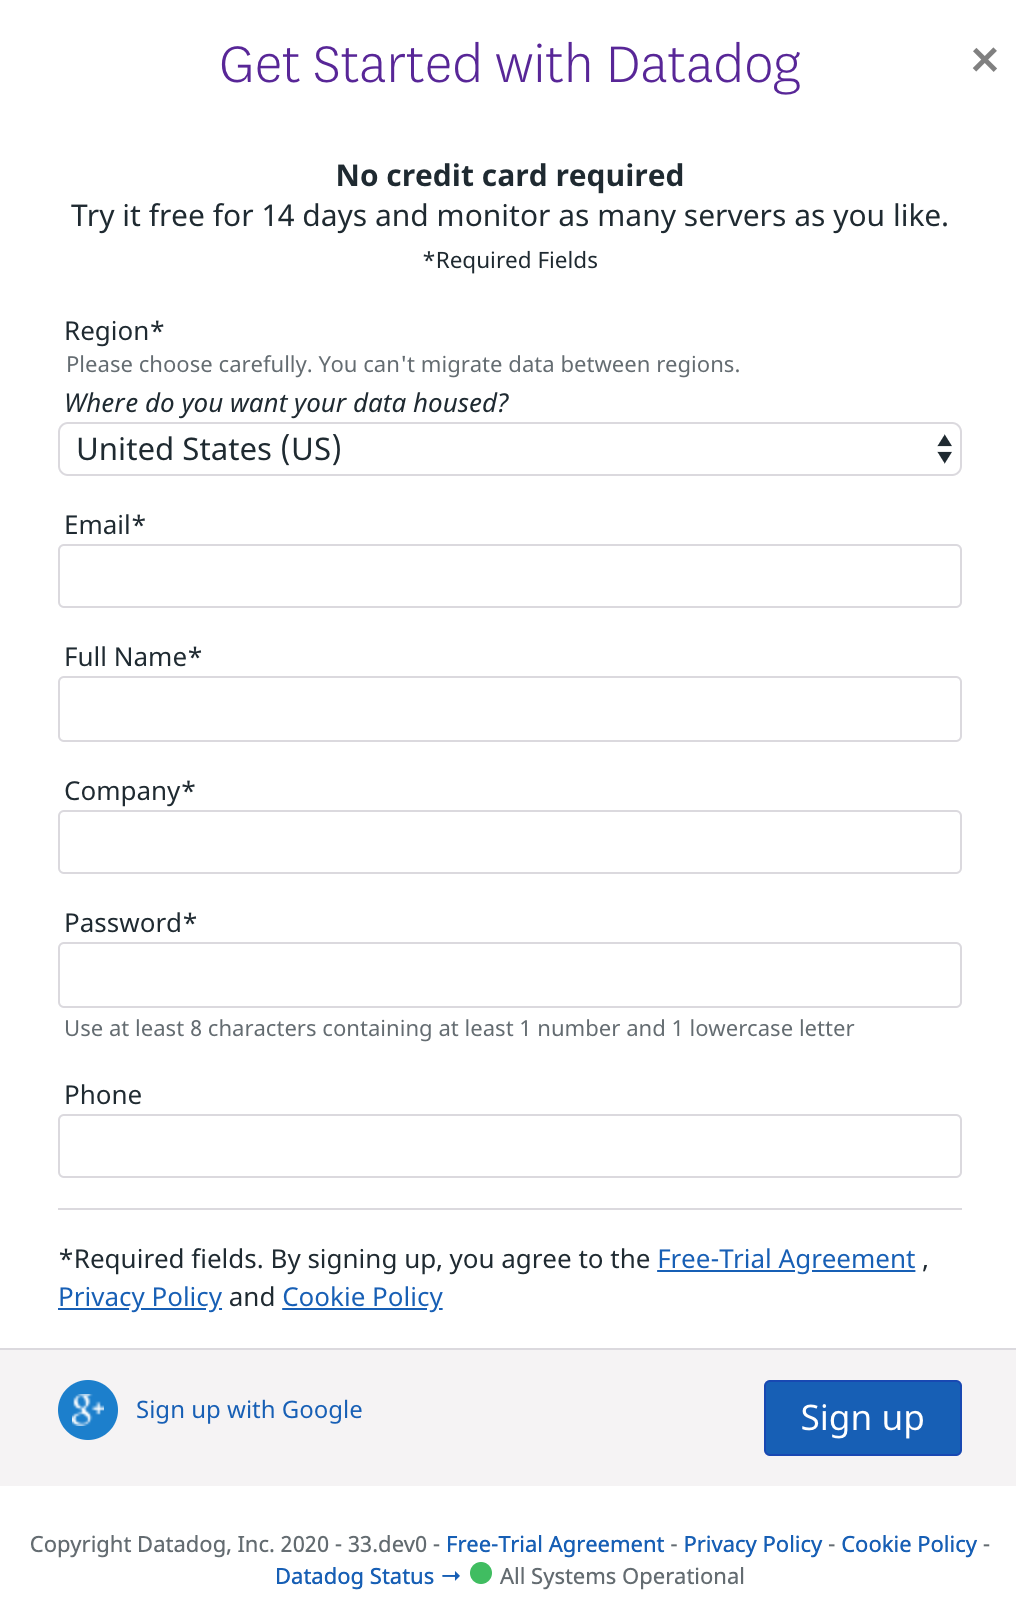 Get Started with Datadog
×
No credit card required
Try it free for 14 days and monitor as many servers as you like.
*Required Fields
Region*
Please choose carefully. You can't migrate data between regions.
Where do you want your data housed?
United States (US)
Email*
Full Name*
Company*
Password*
Use at least 8 characters containing at least 1 number and 1 lowercase letter
Phone
*Required fields. By signing up, you agree to the Free-Trial Agreement ,
Privacy Policy and Cookie Policy
g+ Sign up with Google
Sign up
Copyright Datadog, Inc. 2020 - 33.dev0 - Free-Trial Agreement - Privacy Policy - Cookie Policy -
Datadog Status → All Systems Operational